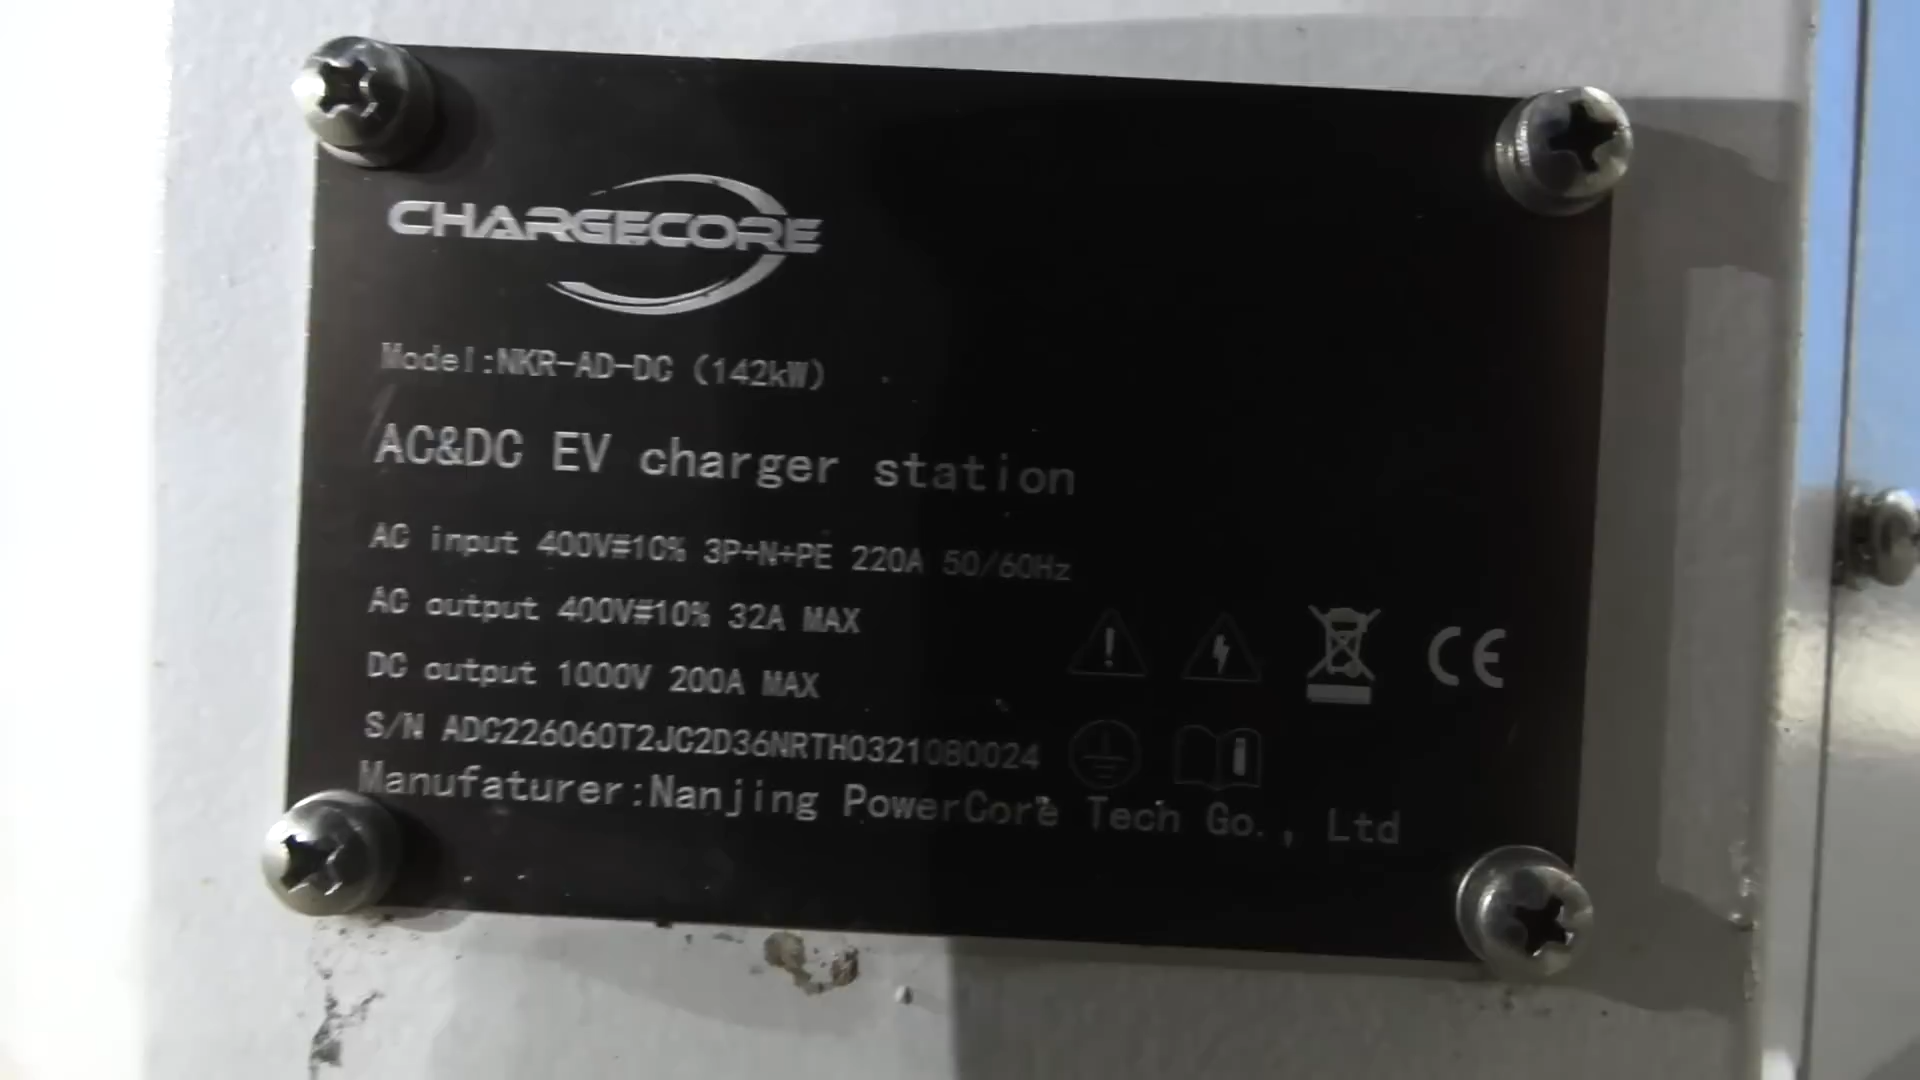 CHARGECORE
Model:NKR-AD-DC (142kW)
AC&DC EV charger station
AC input 400V#10% 3P+N+PE 220A 50/60Hz
AC output 400V#10% 32A MAX
DC output 1000V 200A MAX
S/N ADC226060T2JC2D36NRTH0321080024
Manufaturer:Nanjing PowerCore Tech Go., Ltd
CE